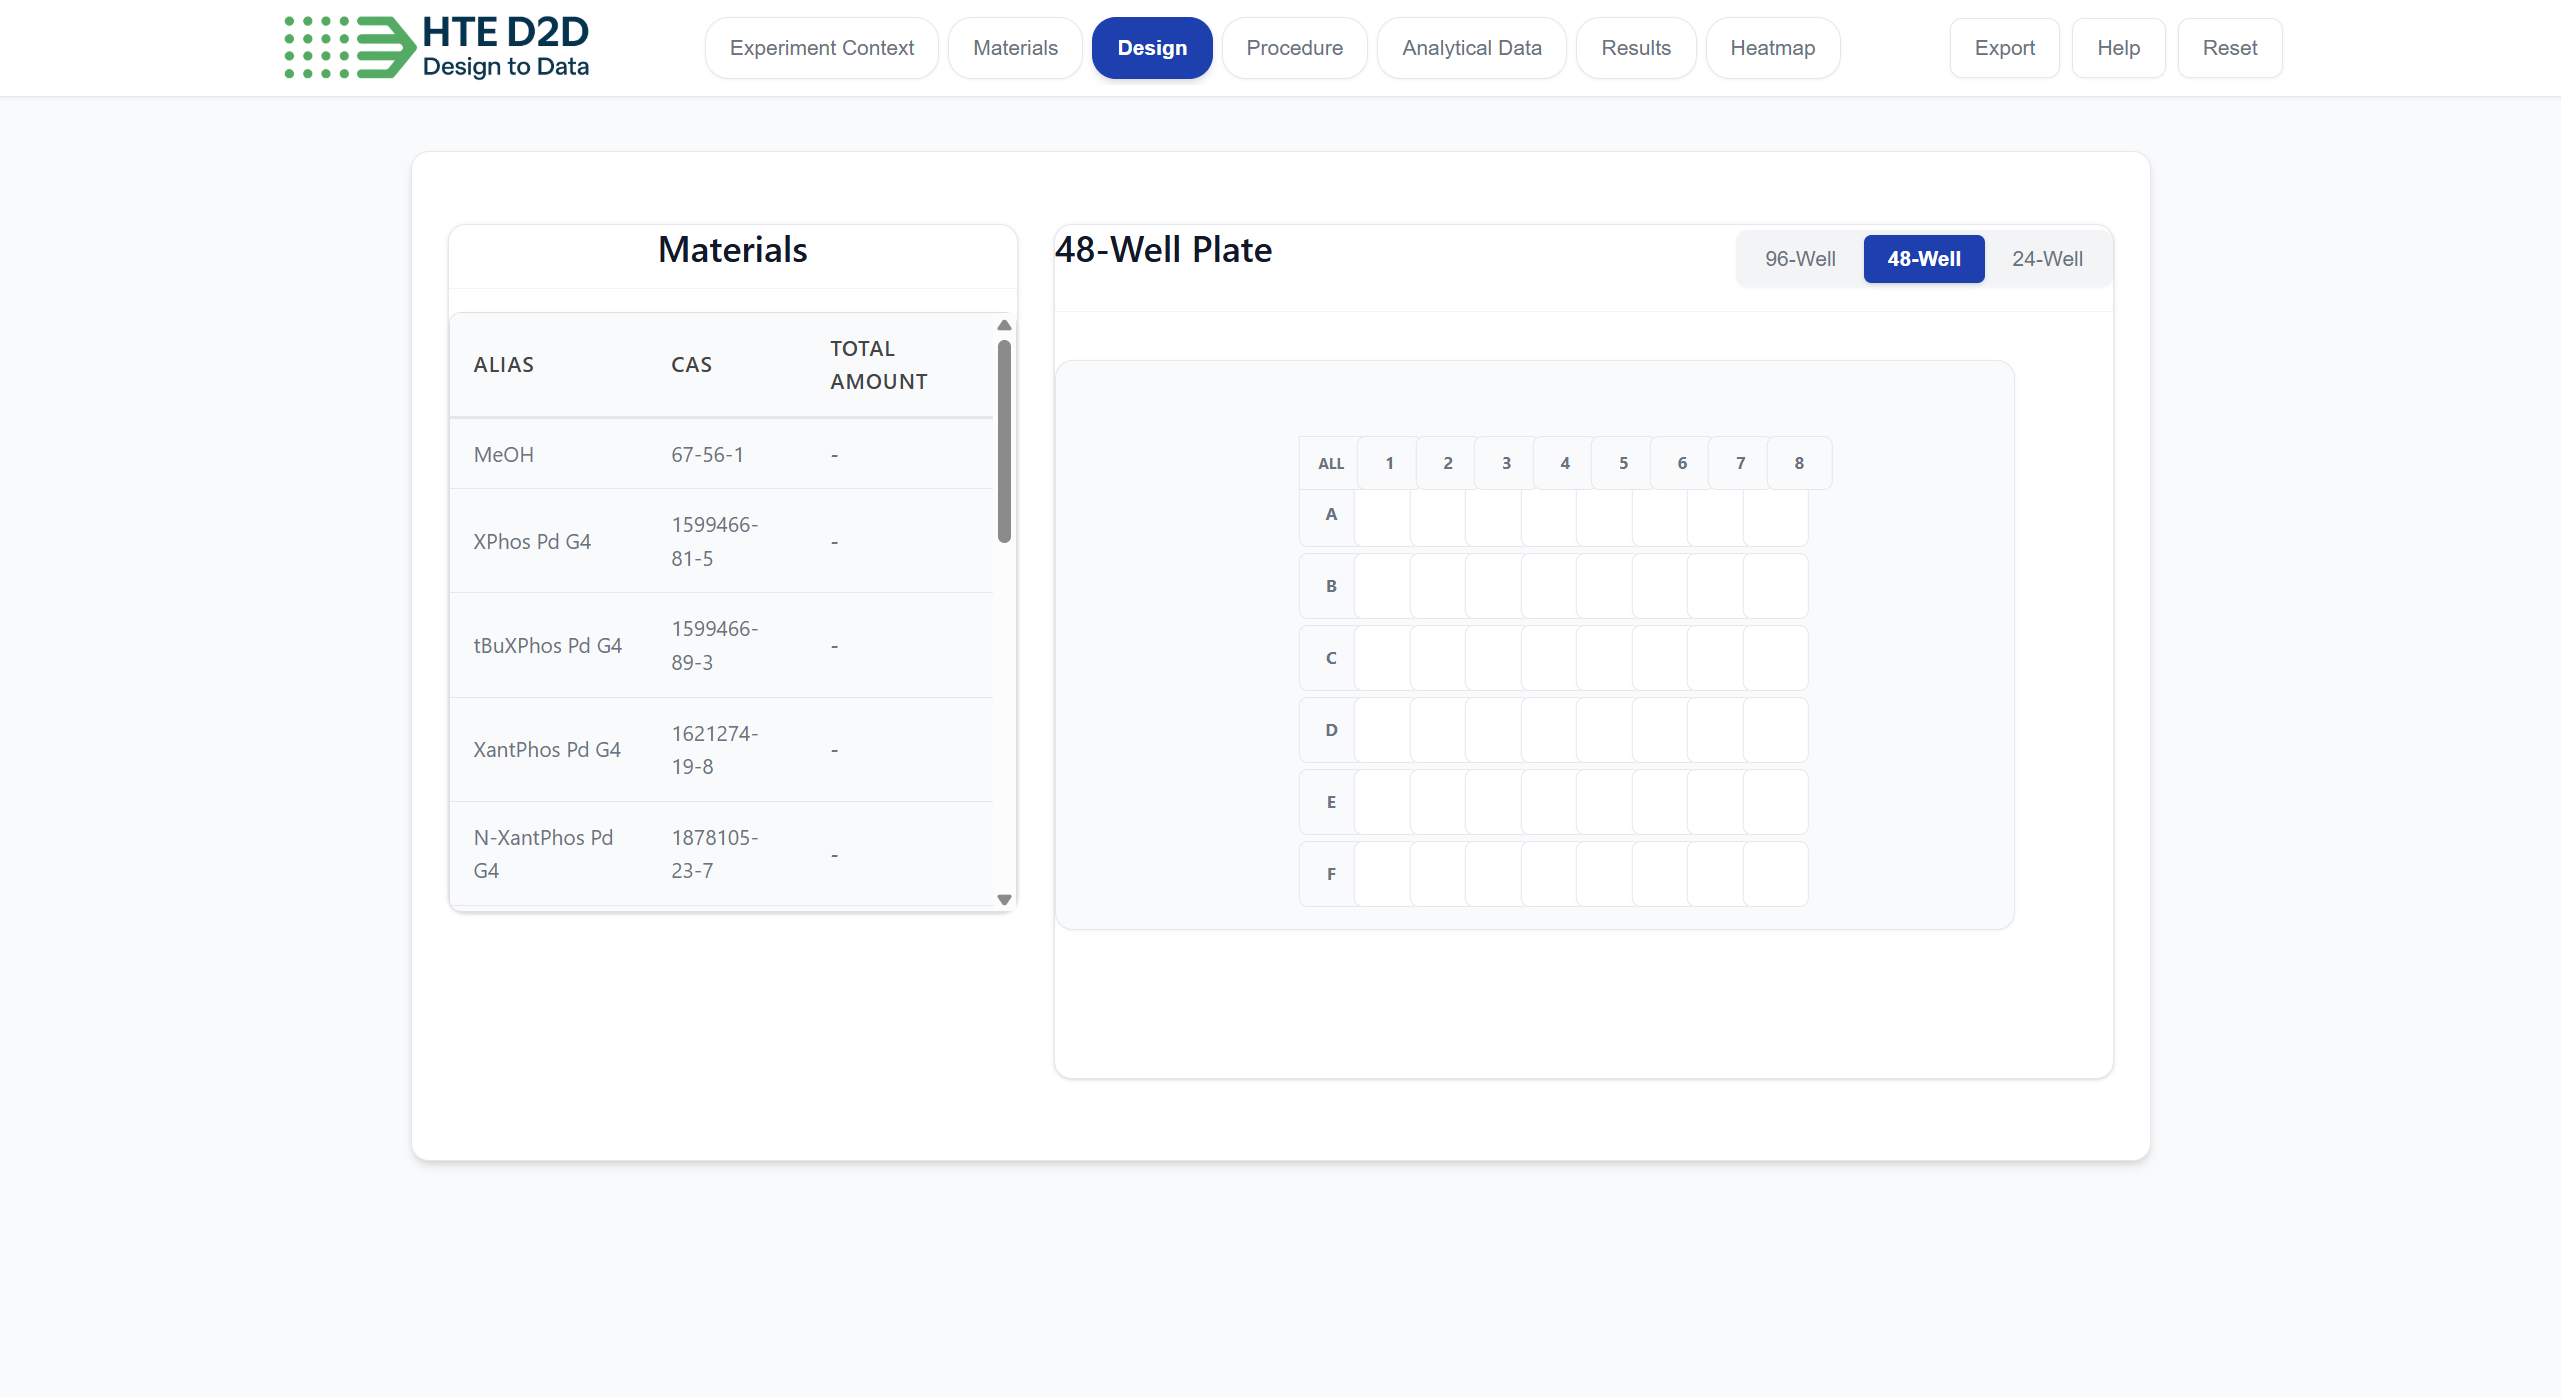 HTE D2D
Design to Data
Experiment Context
Materials
Design
Procedure
Analytical Data
Results
Heatmap
Export
Help
Reset
Materials
ALIAS CAS TOTAL AMOUNT
MeOH 67-56-1 -
XPhos Pd G4 1599466-81-5 -
tBuXPhos Pd G4 1599466-89-3 -
XantPhos Pd G4 1621274-19-8 -
N-XantPhos Pd G4 1878105-23-7 -
48-Well Plate
96-Well
48-Well
24-Well
ALL 1 2 3 4 5 6 7 8
A
B
C
D
E
F